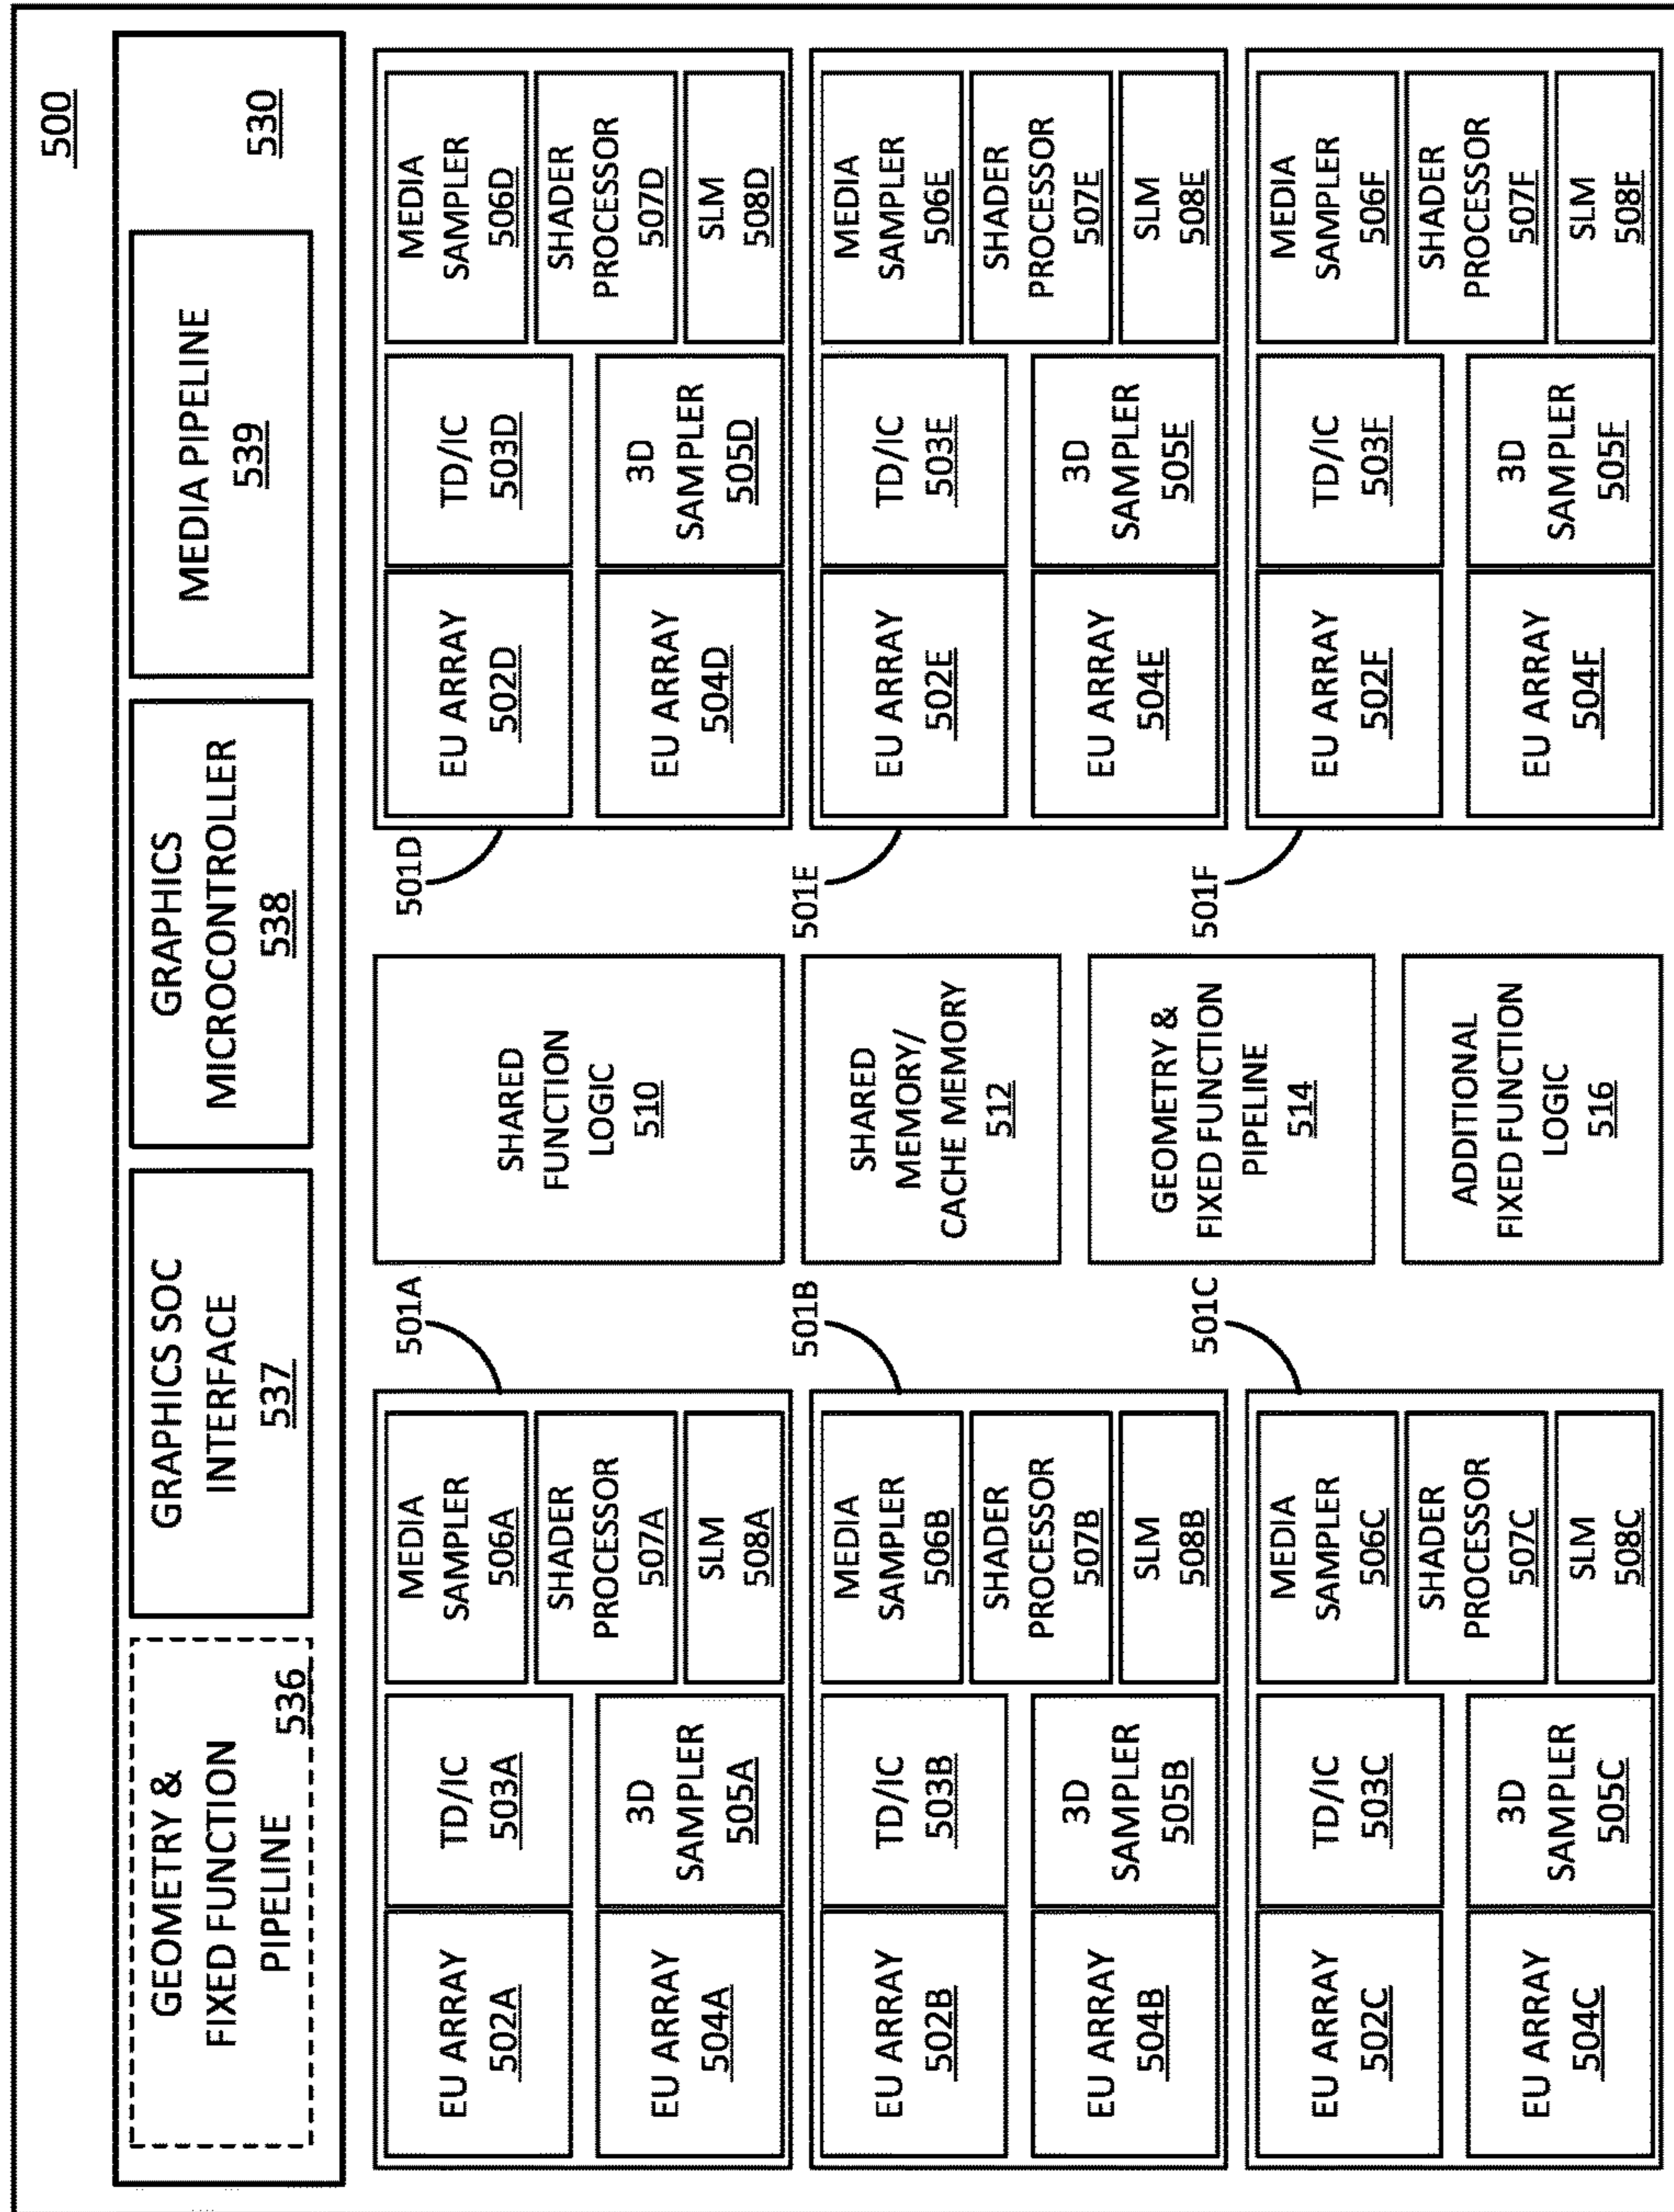 500
530
GEOMETRY &
FIXED FUNCTION
PIPELINE
536
GRAPHICS SOC
INTERFACE
537
GRAPHICS
MICROCONTROLLER
538
MEDIA PIPELINE
539
501A
EU ARRAY
502A
TD/IC
503A
MEDIA
SAMPLER
506A
SHADER
PROCESSOR
507A
EU ARRAY
504A
3D
SAMPLER
505A
SLM
508A
SHARED
FUNCTION
LOGIC
510
501D
EU ARRAY
502D
TD/IC
503D
MEDIA
SAMPLER
506D
SHADER
PROCESSOR
507D
EU ARRAY
504D
3D
SAMPLER
505D
SLM
508D
501B
EU ARRAY
502B
TD/IC
503B
MEDIA
SAMPLER
506B
SHADER
PROCESSOR
507B
EU ARRAY
504B
3D
SAMPLER
505B
SLM
508B
SHARED
MEMORY/
CACHE MEMORY
512
501E
EU ARRAY
502E
TD/IC
503E
MEDIA
SAMPLER
506E
SHADER
PROCESSOR
507E
EU ARRAY
504E
3D
SAMPLER
505E
SLM
508E
GEOMETRY &
FIXED FUNCTION
PIPELINE
514
501C
EU ARRAY
502C
TD/IC
503C
MEDIA
SAMPLER
506C
SHADER
PROCESSOR
507C
EU ARRAY
504C
3D
SAMPLER
505C
SLM
508C
ADDITIONAL
FIXED FUNCTION
LOGIC
516
501F
EU ARRAY
502F
TD/IC
503F
MEDIA
SAMPLER
506F
SHADER
PROCESSOR
507F
EU ARRAY
504F
3D
SAMPLER
505F
SLM
508F